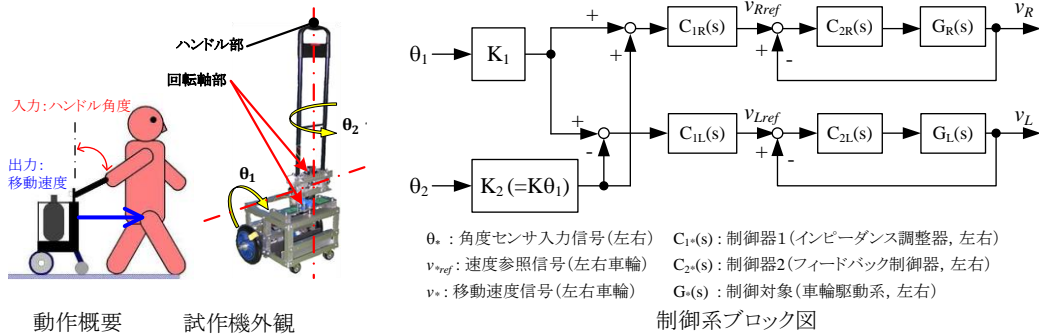 入力：ハンドル角度
出力：
移動速度
動作概要
ハンドル部
回転軸部
θ2
θ1
試作機外観
θ1
K1
+
+
C1R(s)
vRref
+
-
C2R(s)
GR(s)
vR
θ2
K2 (=Kθ1)
+
-
C1L(s)
vLref
+
-
C2L(s)
GL(s)
vL
θ* : 角度センサ入力信号（左右）
v*ref : 速度参照信号（左右車輪）
v* : 移動速度信号（左右車輪）
C1*(s) : 制御器1（インピーダンス調整器, 左右）
C2*(s) : 制御器2（フィードバック制御器, 左右）
G*(s) : 制御対象（車輪駆動系, 左右）
制御系ブロック図